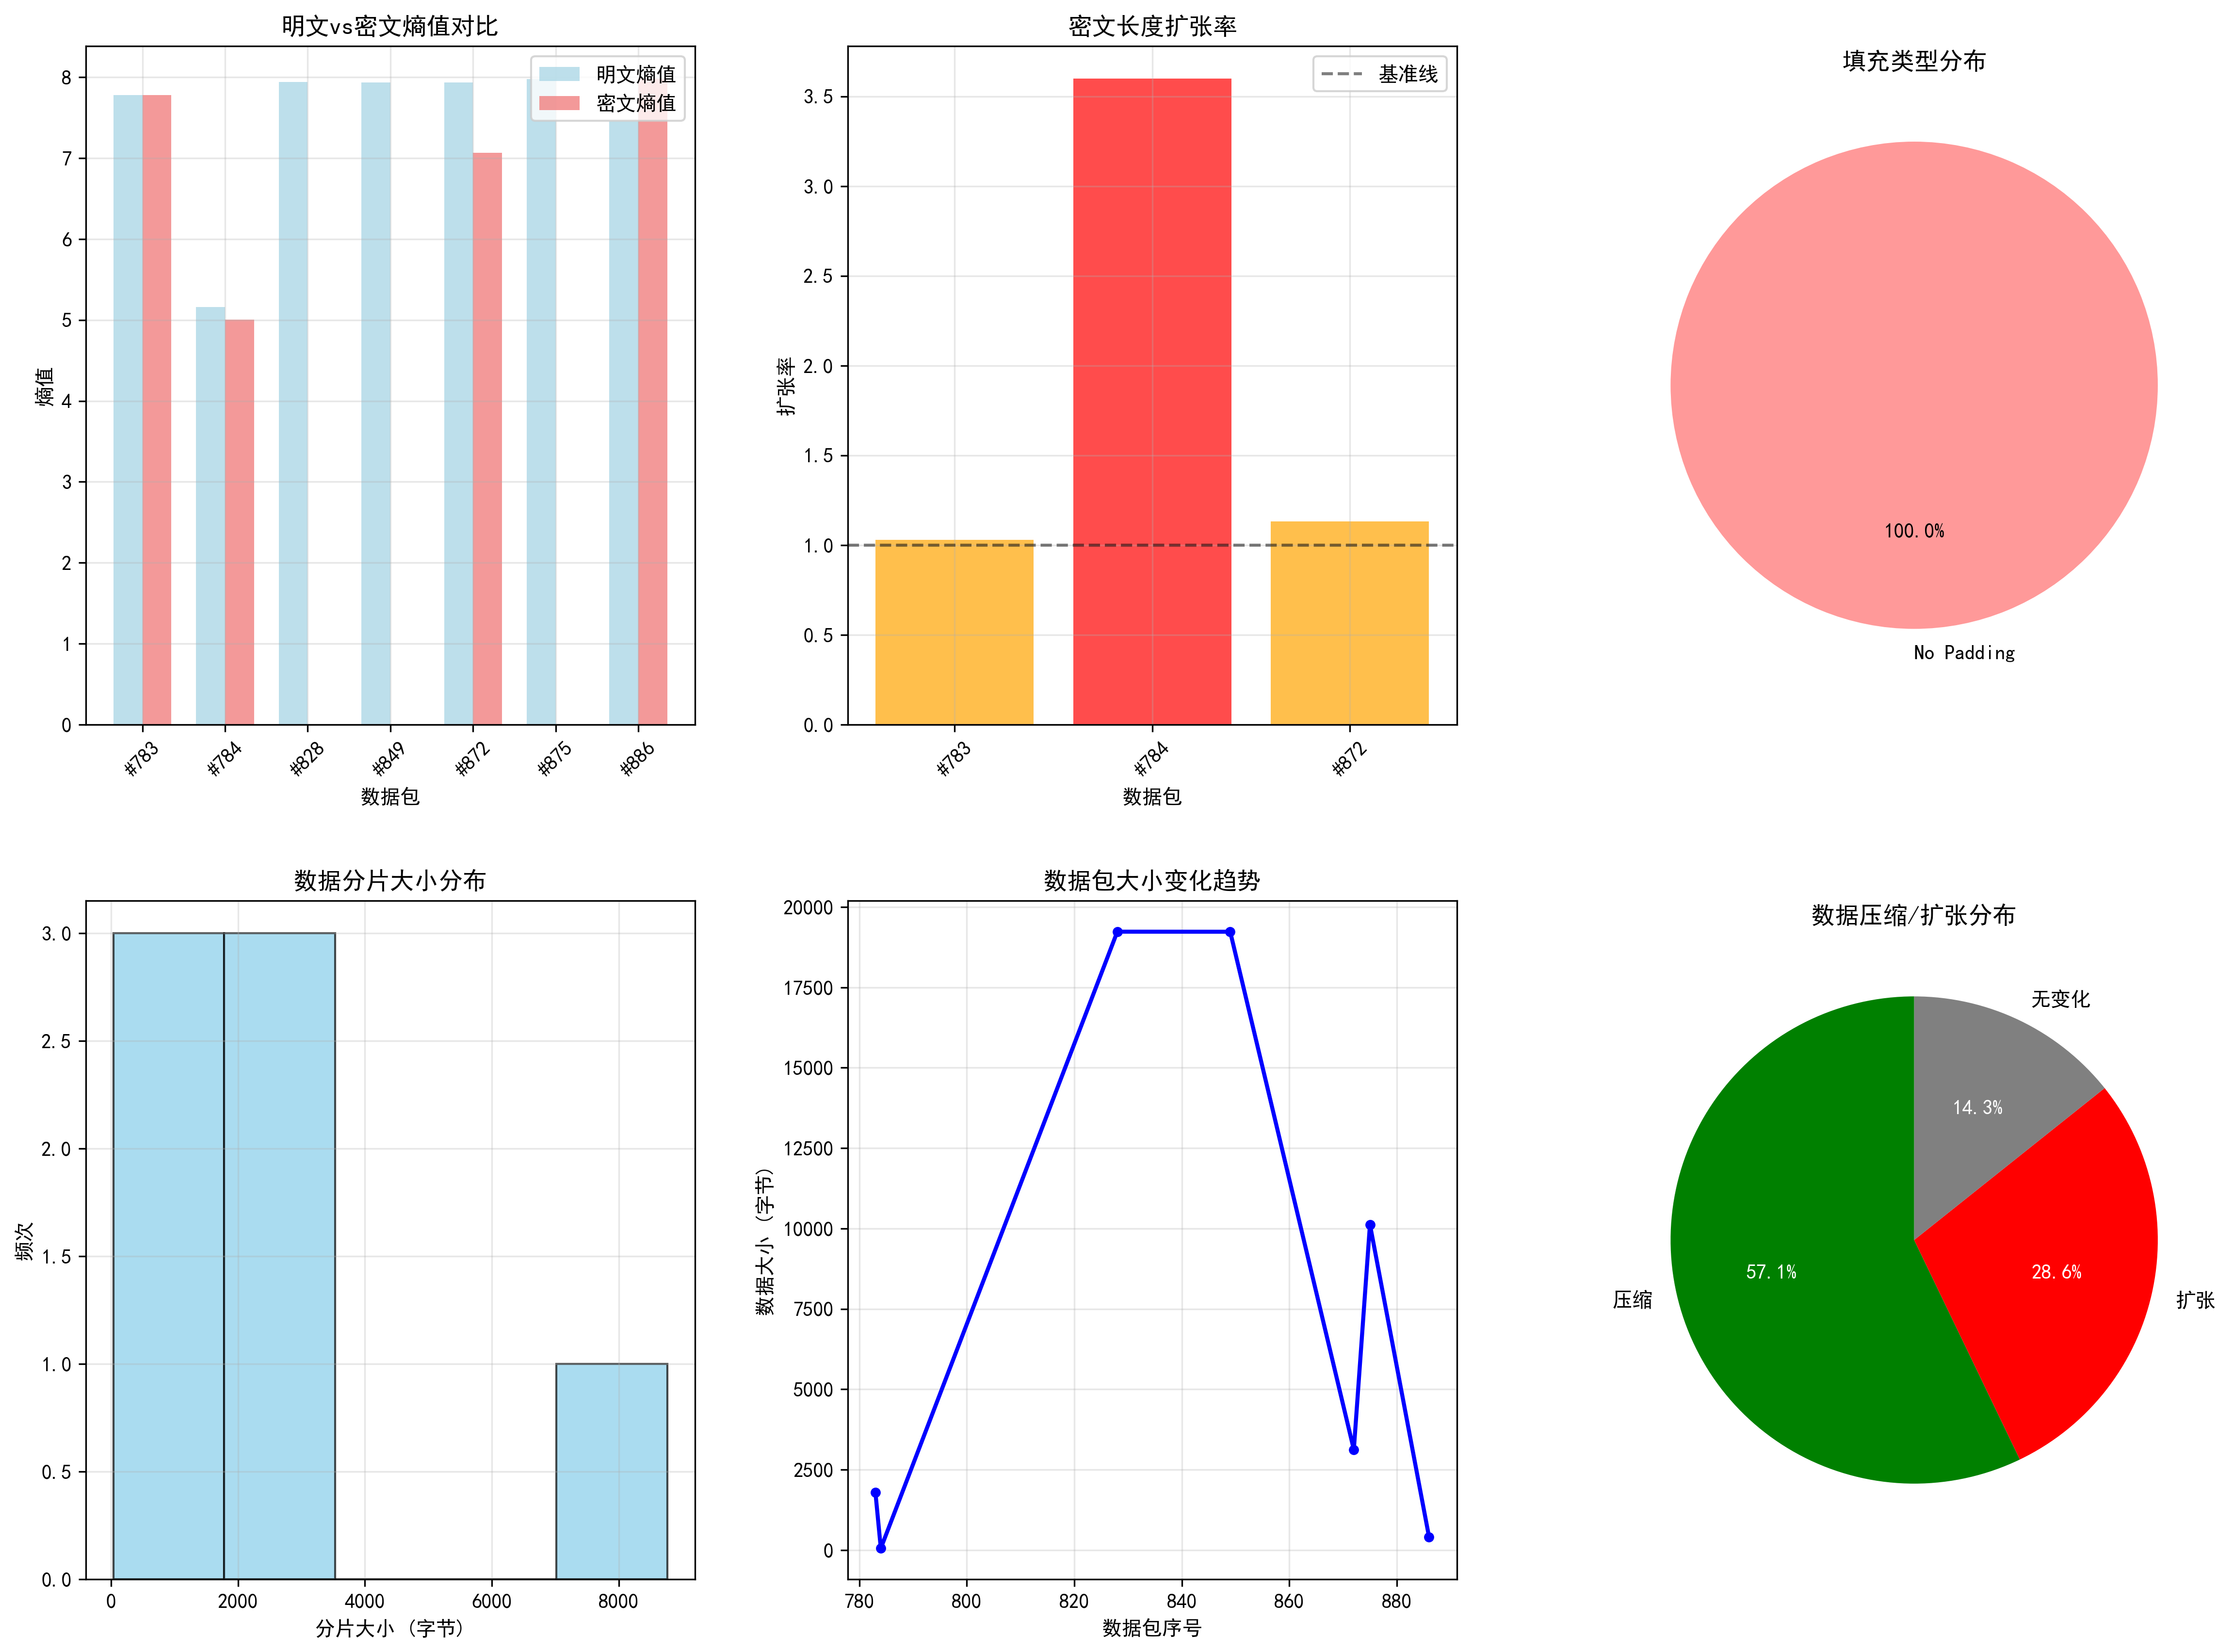 明文vs密文熵值对比
明文熵值
密文熵值
8
7
6
5
4
3
2
1
0
熵值
#783
#784
#828
#849
#872
#875
#886
数据包
密文长度扩张率
基准线
3.5
3.0
2.5
2.0
1.5
1.0
0.5
0.0
扩张率
#783
#784
#872
数据包
填充类型分布
100.0%
No Padding
数据分片大小分布
3.0
2.5
2.0
1.5
1.0
0.5
0.0
频次
0
2000
4000
6000
8000
分片大小 (字节)
数据包大小变化趋势
20000
17500
15000
12500
10000
7500
5000
2500
0
数据大小 (字节)
780
800
820
840
860
880
数据包序号
数据压缩/扩张分布
无变化
14.3%
57.1%
28.6%
压缩
扩张